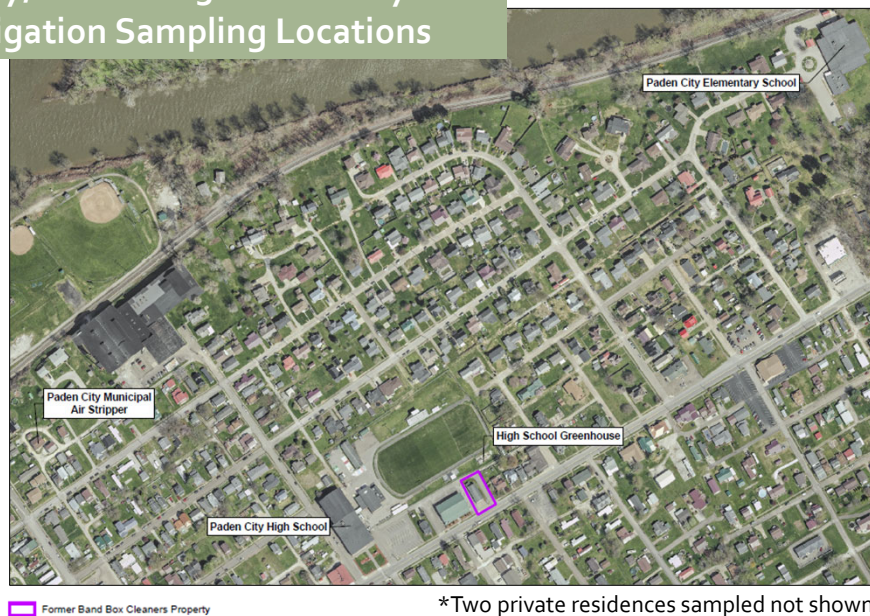 igation Sampling Locations
Paden City Elementary School
Paden City Municipal
Air Stripper
High School Greenhouse
Paden City High School
Former Band Box Cleaners Property
*Two private residences sampled not shown